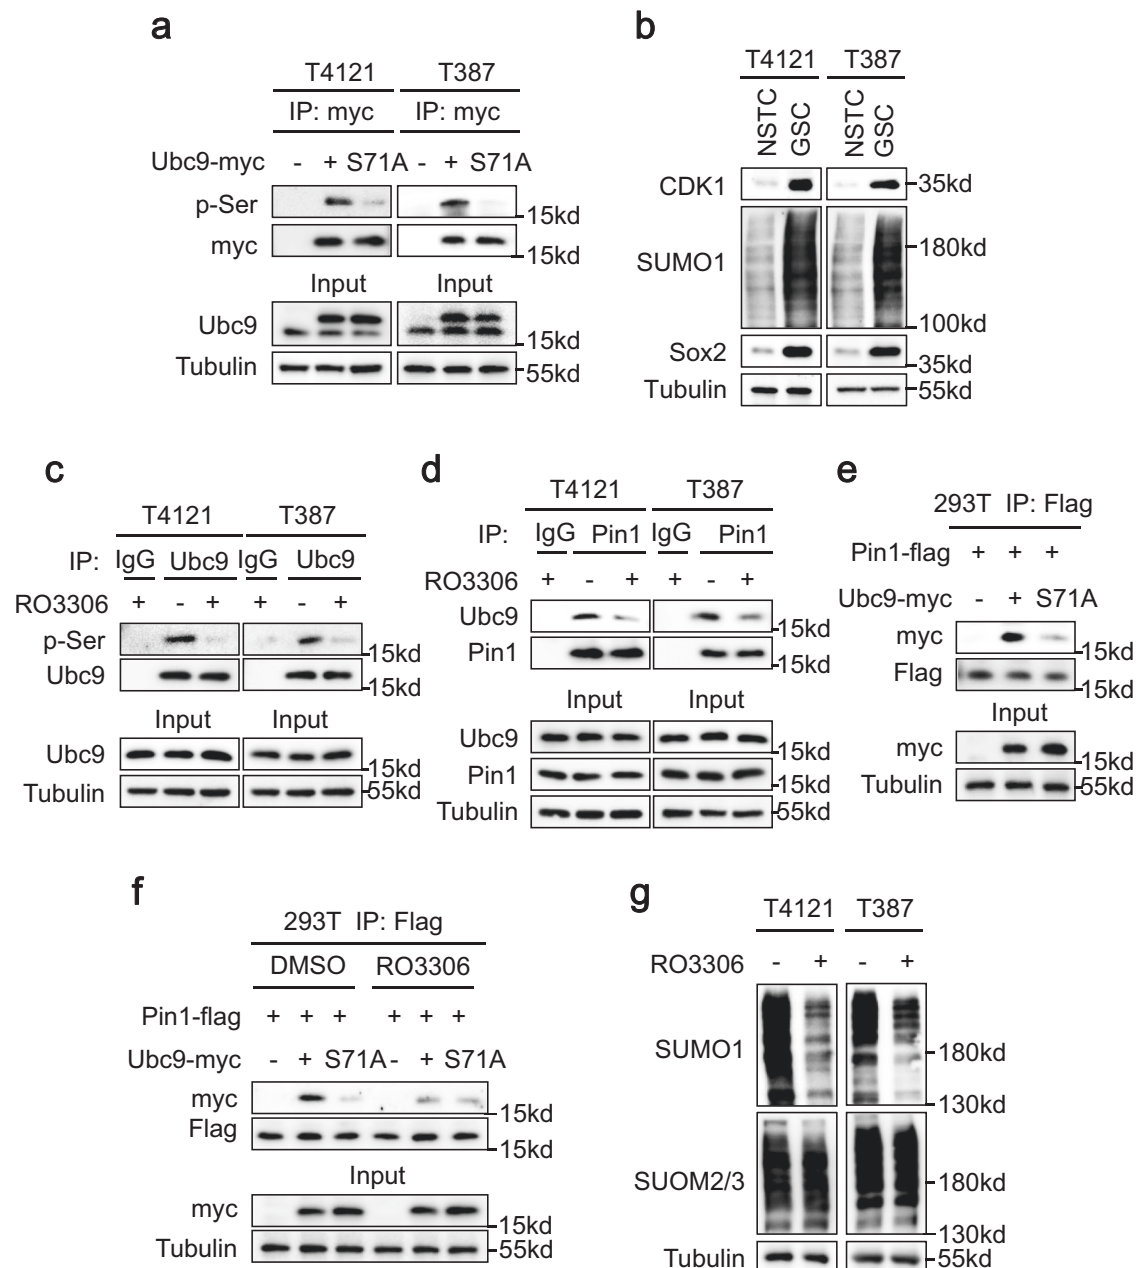 a
T4121 T387
IP: myc IP: myc
Ubc9-myc - + S71A - + S71A
p-Ser 15kd
myc 15kd
Input Input
Ubc9 15kd
Tubulin 55kd
b
T4121 T387
NSTC GSC NSTC GSC
CDK1 35kd
SUMO1 180kd
100kd
Sox2 35kd
Tubulin 55kd
c
T4121 T387
IP: IgG Ubc9 IgG Ubc9
RO3306 + - + + - +
p-Ser 15kd
Ubc9 15kd
Input Input
Ubc9 15kd
Tubulin 55kd
d
T4121 T387
IP: IgG Pin1 IgG Pin1
RO3306 + - + + - +
Ubc9 15kd
Pin1 15kd
Input Input
Ubc9 15kd
Pin1 15kd
Tubulin 55kd
e
293T IP: Flag
Pin1-flag + + +
Ubc9-myc - + S71A
myc 15kd
Flag 15kd
Input
myc 15kd
Tubulin 55kd
f
293T IP: Flag
DMSO RO3306
Pin1-flag + + + + + +
Ubc9-myc - + S71A - + S71A
myc 15kd
Flag 15kd
Input
myc 15kd
Tubulin 55kd
g
T4121 T387
RO3306 - + - +
SUMO1 180kd
130kd
SUOM2/3 180kd
130kd
Tubulin 55kd